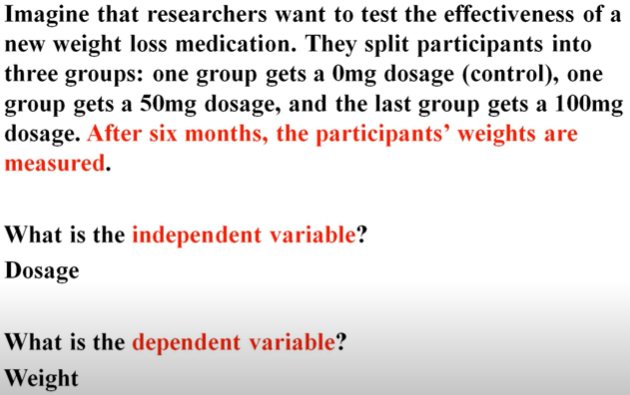 Imagine that researchers want to test the effectiveness of a
new weight loss medication. They split participants into
three groups: one group gets a 0mg dosage (control), one
group gets a 50mg dosage, and the last group gets a 100mg
dosage. After six months, the participants’ weights are
measured.
What is the independent variable?
Dosage
What is the dependent variable?
Weight